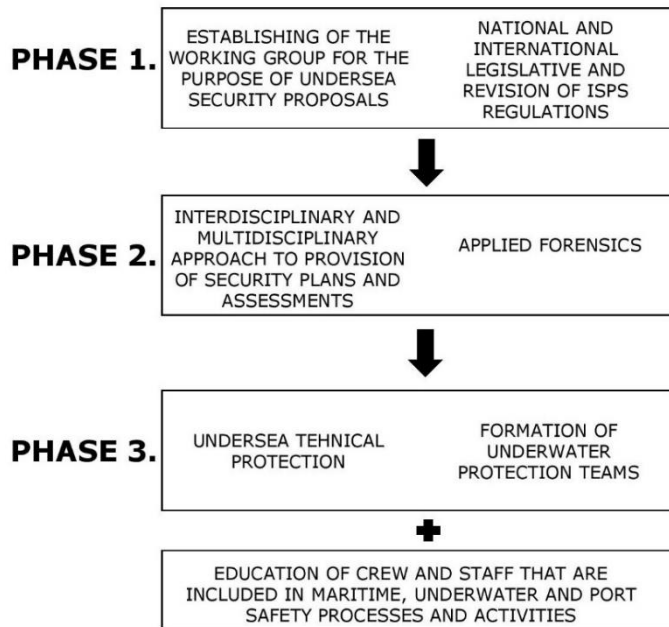 PHASE 1.
ESTABLISHING OF THE
WORKING GROUP FOR THE
PURPOSE OF UNDERSEA
SECURITY PROPOSALS
NATIONAL AND
INTERNATIONAL
LEGISLATIVE AND
REVISION OF ISPS
REGULATIONS
PHASE 2.
INTERDISCIPLINARY AND
MULTIDISCIPLINARY
APPROACH TO PROVISION
OF SECURITY PLANS AND
ASSESSMENTS
APPLIED FORENSICS
PHASE 3.
UNDERSEA TEHNICAL
PROTECTION
FORMATION OF
UNDERWATER
PROTECTION TEAMS
EDUCATION OF CREW AND STAFF THAT ARE
INCLUDED IN MARITIME, UNDERWATER AND PORT
SAFETY PROCESSES AND ACTIVITIES